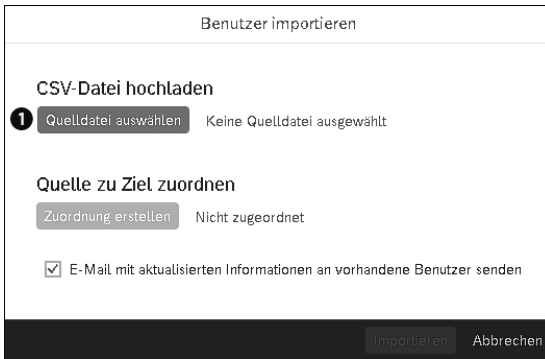 Benutzer importieren
CSV-Datei hochladen
1 Quelldatei auswählen Keine Quelldatei ausgewählt
Quelle zu Ziel zuordnen
Zuordnung erstellen Nicht zugeordnet
E-Mail mit aktualisierten Informationen an vorhandene Benutzer senden
Importieren Abbrechen